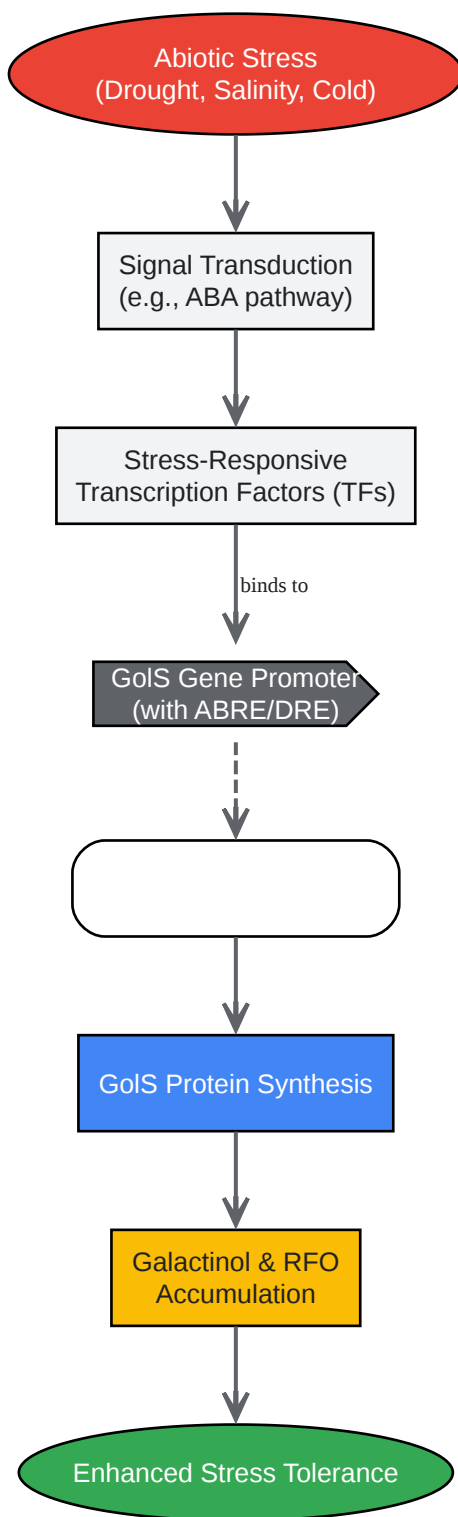 Abiotic Stress
(Drought, Salinity, Cold)
Signal Transduction
(e.g., ABA pathway)
Stress-Responsive
Transcription Factors (TFs)
binds to
GolS Gene Promoter
(with ABRE/DRE)
GolS Protein Synthesis
Galactinol & RFO
Accumulation
Enhanced Stress Tolerance